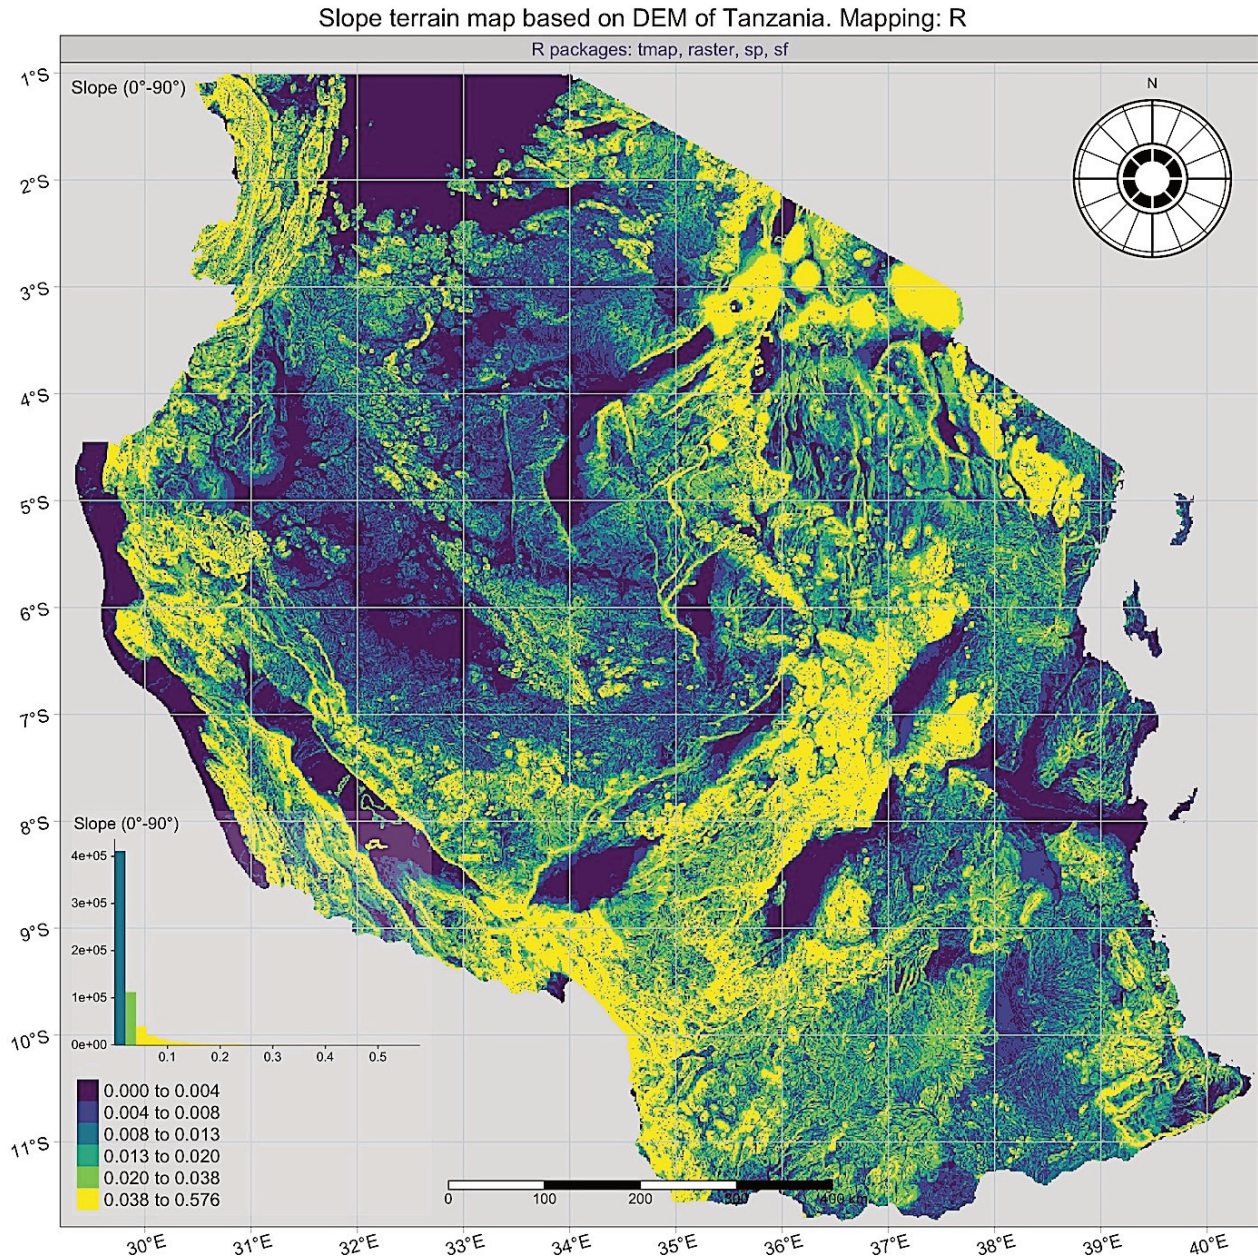 Slope terrain map based on DEM of Tanzania. Mapping: R
R packages: tmap, raster, sp, sf
Slope (0°-90°)
N
1°S
2°S
3°S
4°S
5°S
6°S
7°S
8°S
9°S
10°S
11°S
Slope (0°-90°)
4e+05
3e+05
2e+05
1e+05
0e+00
0.1 0.2 0.3 0.4 0.5
0.000 to 0.004
0.004 to 0.008
0.008 to 0.013
0.013 to 0.020
0.020 to 0.038
0.038 to 0.576
0 100 200 300 400 km
30°E 31°E 32°E 33°E 34°E 35°E 36°E 37°E 38°E 39°E 40°E